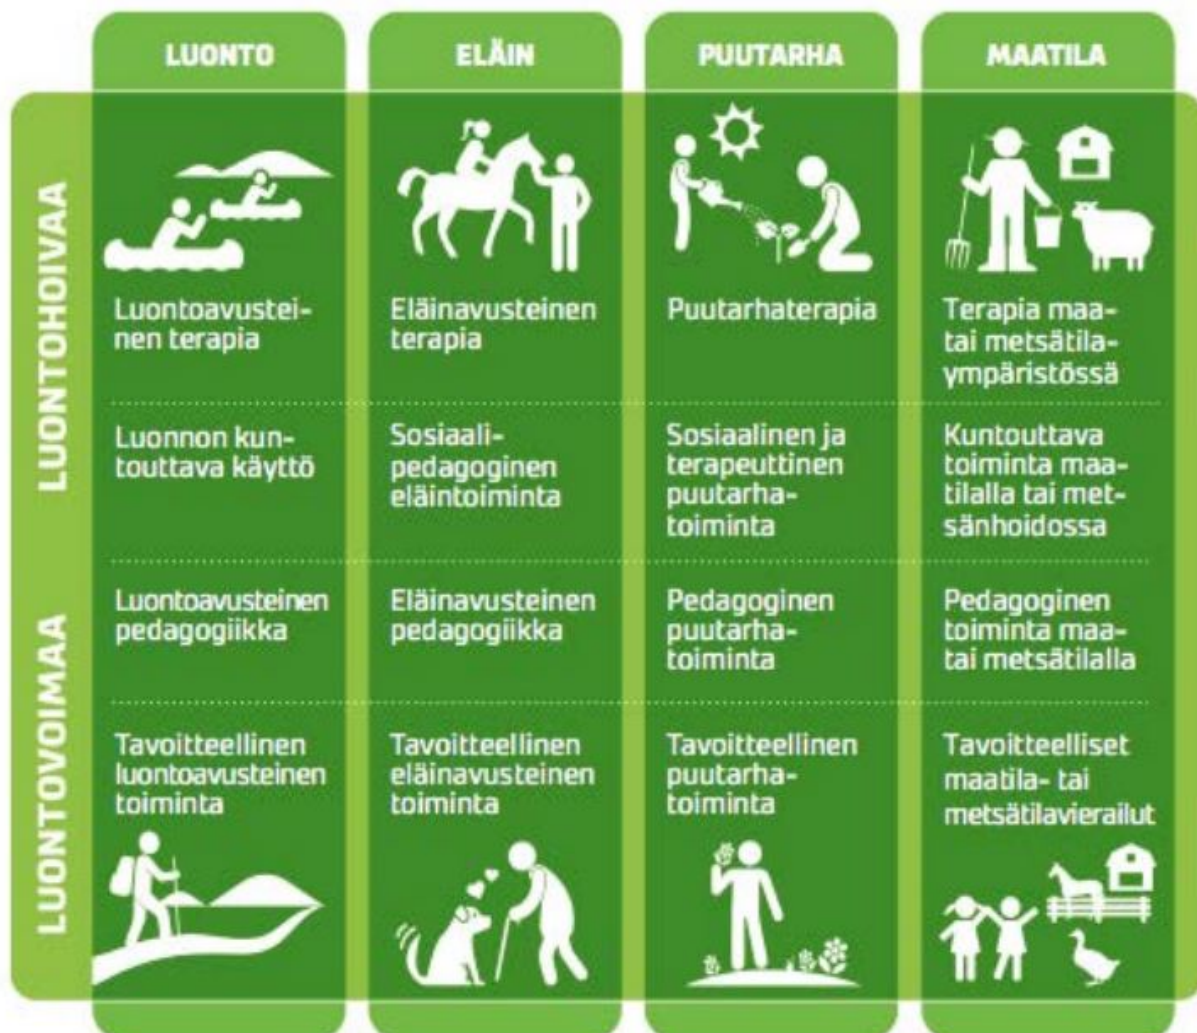 LUONTO
ELÄIN
PUUTARHA
MAATILA
LUONTOHOIVAA
Luontoavustei-
nen terapia
Eläinavusteinen
terapia
Puutarhaterapia
Terapia maa-
tai metsätila-
ympäristössä
Luonnon kun-
touttava käyttö
Sosiaali-
pedagoginen
eläintoiminta
Sosiaalinen ja
terapeuttinen
puutarha-
toiminta
Kuntouttava
toiminta maa-
tilalla tai met-
sänhoidossa
LUONTOVOIMAA
Luontoavusteinen
pedagogiikka
Eläinavusteinen
pedagogiikka
Pedagoginen
puutarha-
toiminta
Pedagoginen
toiminta maa-
tai metsätilalla
Tavoitteellinen
luontoavusteinen
toiminta
Tavoitteellinen
eläinavusteinen
toiminta
Tavoitteellinen
puutarha-
toiminta
Tavoitteelliset
maatila- tai
metsätilavierailut